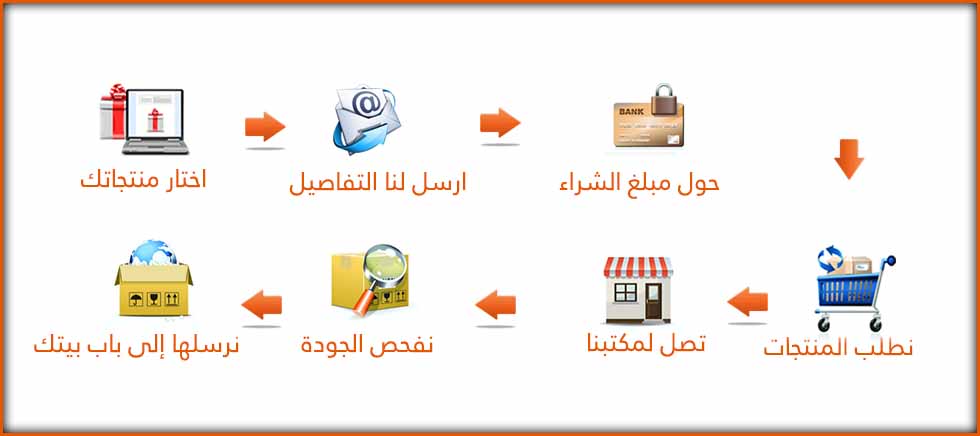 اختار منتجاتك
@
ارسل لنا التفاصيل
BANK
حول مبلغ الشراء
نطلب المنتجات
تصل لمكتبنا
نفحص الجودة
نرسلها إلى باب بيتك